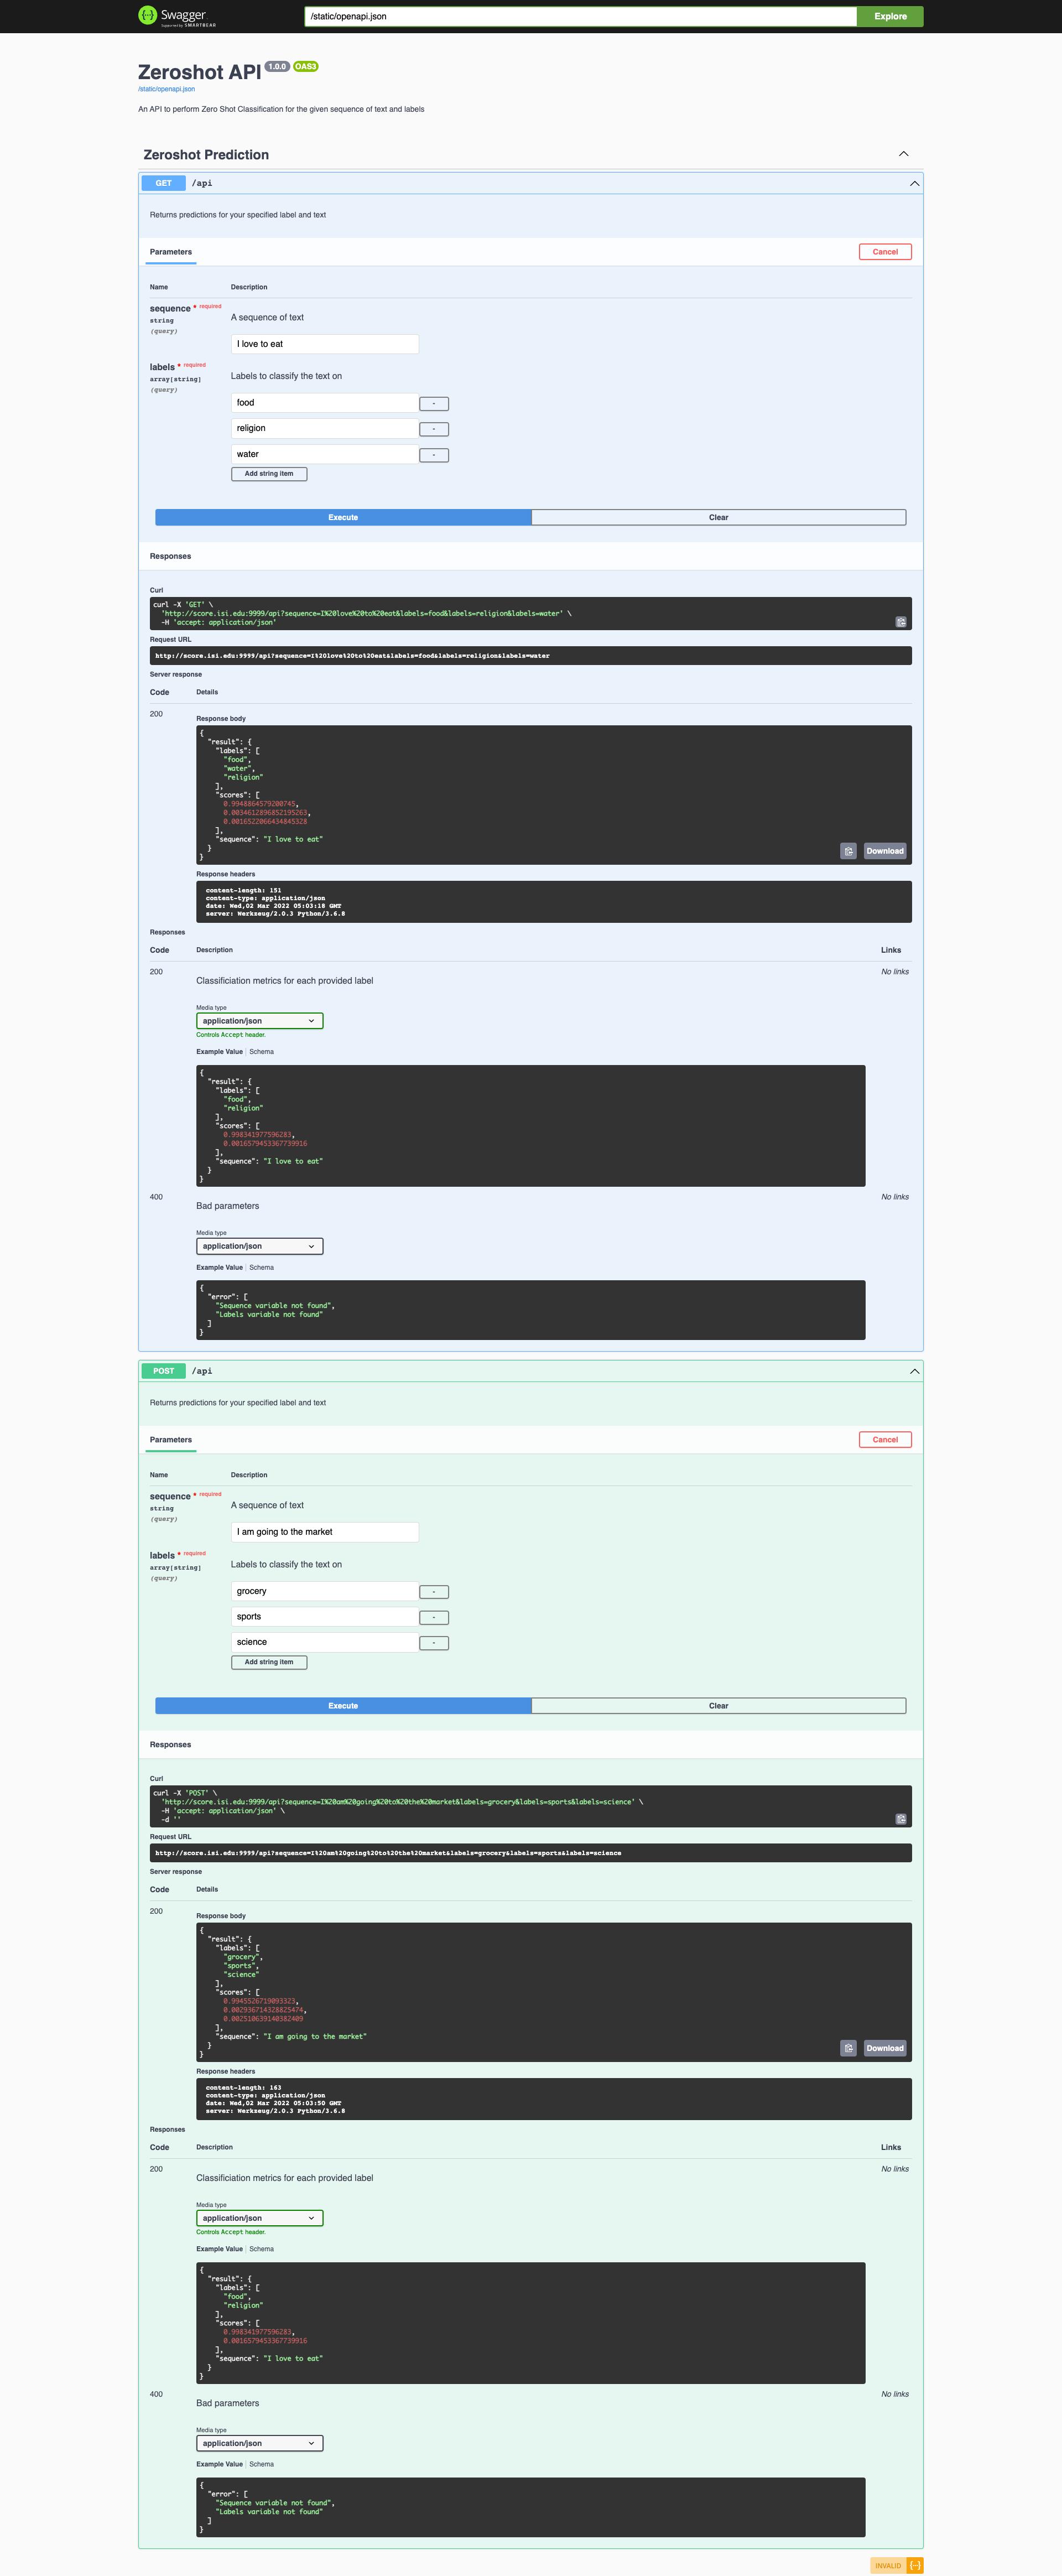 Swagger
Supported by SMARTBEAR
/static/openapi.json
Explore
Zeroshot API 1.0.0 OAS3
/static/openapi.json
An API to perform Zero Shot Classification for the given sequence of text and labels
Zeroshot Prediction
GET /api
Returns predictions for your specified label and text
Parameters
Cancel
Name Description
sequence * required
string
(query)
A sequence of text
I love to eat
labels * required
array[string]
(query)
Labels to classify the text on
food -
religion -
water -
Add string item
Execute Clear
Responses
Curl
curl -X 'GET' \
'http://score.isi.edu:9999/api?sequence=I%20love%20to%20eat&labels=food&labels=religion&labels=water' \
-H 'accept: application/json'
Request URL
http://score.isi.edu:9999/api?sequence=I%20love%20to%20eat&labels=food&labels=religion&labels=water
Server response
Code Details
200
Response body
{
"result": {
"labels": [
"food",
"water",
"religion"
],
"scores": [
0.9948864579200745,
0.003461289685219526­3,
0.001652206643484532­8
],
"sequence": "I love to eat"
}
}
Download
Response headers
content-length: 151
content-type: application/json
date: Wed,02 Mar 2022 05:03:18 GMT
server: Werkzeug/2.0.3 Python/3.6.8
Responses
Code Description Links
200
Classificiation metrics for each provided label
No links
Media type
application/json
Controls Accept header.
Example Value | Schema
{
"result": {
"labels": [
"food",
"religion"
],
"scores": [
0.998341977596283,
0.0016579453367739916
],
"sequence": "I love to eat"
}
}
400
Bad parameters
No links
Media type
application/json
Example Value | Schema
{
"error": [
"Sequence variable not found",
"Labels variable not found"
]
}
POST /api
Returns predictions for your specified label and text
Parameters
Cancel
Name Description
sequence * required
string
(query)
A sequence of text
I am going to the market
labels * required
array[string]
(query)
Labels to classify the text on
grocery -
sports -
science -
Add string item
Execute Clear
Responses
Curl
curl -X 'POST' \
'http://score.isi.edu:9999/api?sequence=I%20am%20going%20to%20the%20market&labels=grocery&labels=sports&labels=science' \
-H 'accept: application/json' \
-d ''
Request URL
http://score.isi.edu:9999/api?sequence=I%20am%20going%20to%20the%20market&labels=grocery&labels=sports&labels=science
Server response
Code Details
200
Response body
{
"result": {
"labels": [
"grocery",
"sports",
"science"
],
"scores": [
0.9945526719093323,
0.002936714328825474,
0.002510639140382409
],
"sequence": "I am going to the market"
}
}
Download
Response headers
content-length: 163
content-type: application/json
date: Wed,02 Mar 2022 05:03:50 GMT
server: Werkzeug/2.0.3 Python/3.6.8
Responses
Code Description Links
200
Classificiation metrics for each provided label
No links
Media type
application/json
Controls Accept header.
Example Value | Schema
{
"result": {
"labels": [
"food",
"religion"
],
"scores": [
0.998341977596283,
0.0016579453367739916
],
"sequence": "I love to eat"
}
}
400
Bad parameters
No links
Media type
application/json
Example Value | Schema
{
"error": [
"Sequence variable not found",
"Labels variable not found"
]
}
INVALID {...}